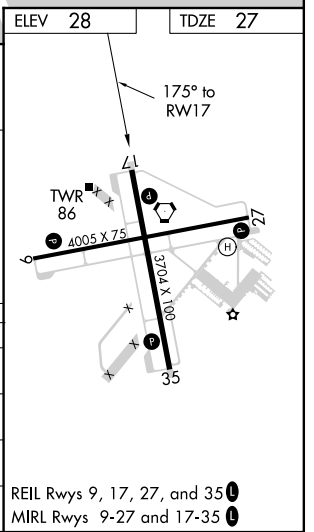 ELEV 28
TDZE 27
175° to
RW17
17
TWR
86
P
P
27
4005 X 75
P
H
9
3704 X 100
P
35
REIL Rwys 9, 17, 27, and 35 L
MIRL Rwys 9-27 and 17-35 L